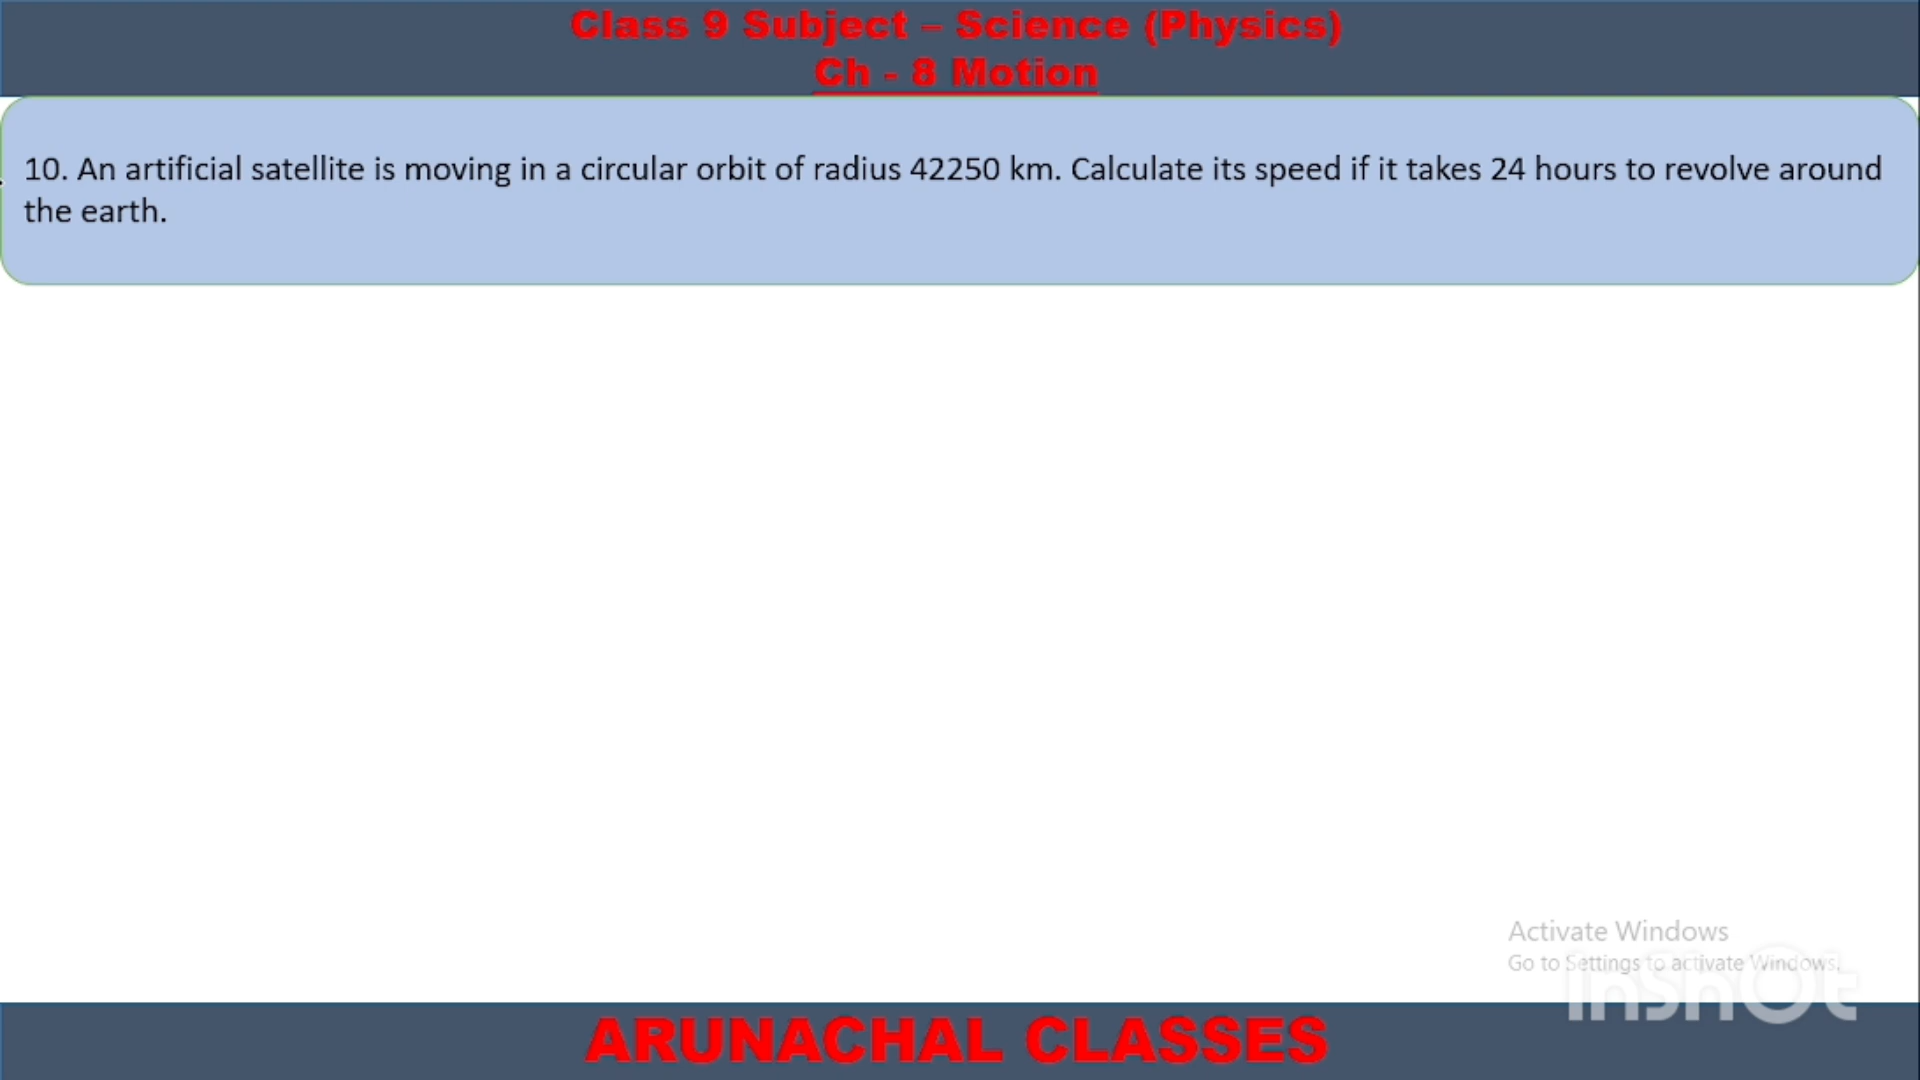 Class 9 Subject – Science (Physics)
Ch - 8 Motion
10. An artificial satellite is moving in a circular orbit of radius 42250 km. Calculate its speed if it takes 24 hours to revolve around
the earth.
Activate Windows
Go to Settings to activate Windows.
InShOt
ARUNACHAL CLASSES